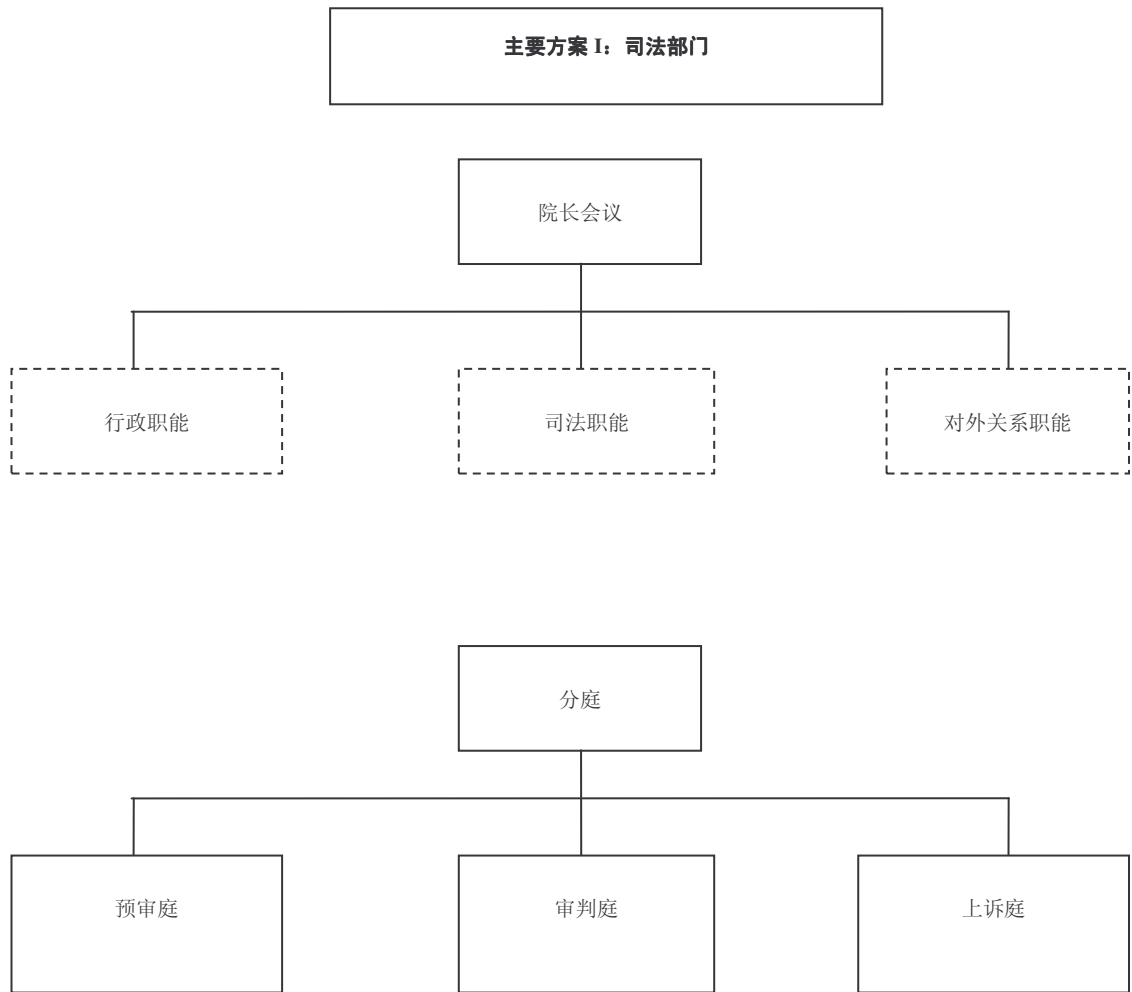 主要方案 I：司法部门
院长会议
行政职能
司法职能
对外关系职能
分庭
预审庭
审判庭
上诉庭